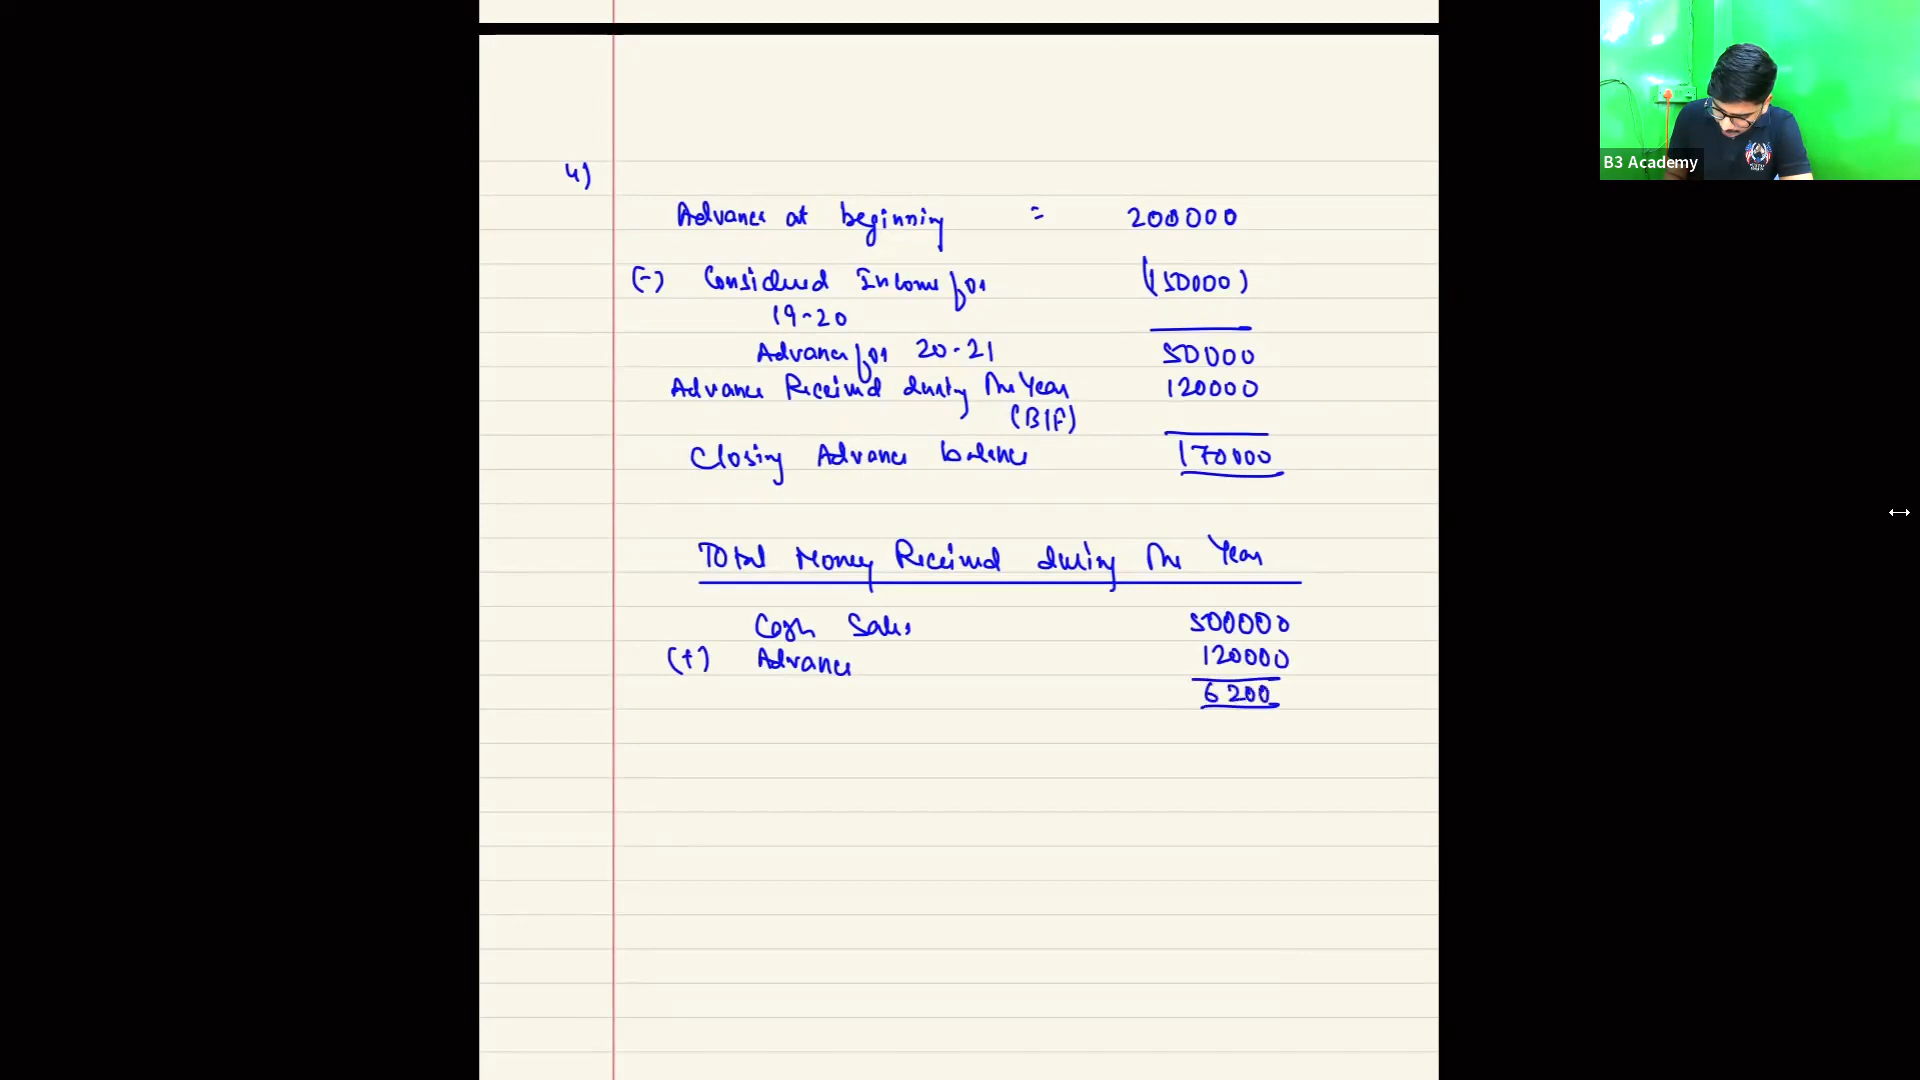 B3 Academy
4)
Advance at beginning = 200000
(-) Considered Income for (150000)
19-20
Advance for 20-21 50000
Advance Received during the Year 120000
(B/F)
Closing Advance balance 170000
Total Money Received during the Year
Cash Sales 500000
(+) Advance 120000
6200